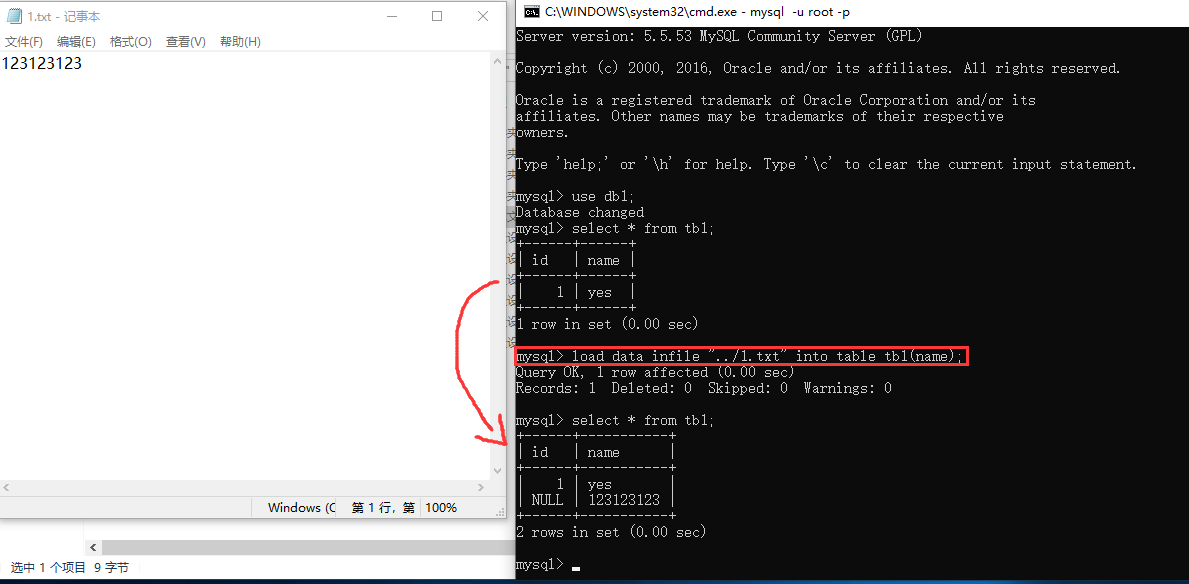 1.txt - 记事本
文件(F) 编辑(E) 格式(O) 查看(V) 帮助(H)
123123123
Windows (C
第 1 行，第
100%
选中 1 个项目 9 字节
C:\WINDOWS\system32\cmd.exe - mysql -u root -p
Server version: 5.5.53 MySQL Community Server (GPL)
Copyright (c) 2000, 2016, Oracle and/or its affiliates. All rights reserved.
Oracle is a registered trademark of Oracle Corporation and/or its
affiliates. Other names may be trademarks of their respective
owners.
Type 'help;' or '\h' for help. Type '\c' to clear the current input statement.
mysql> use db1;
Database changed
mysql> select * from tb1;
+------+------+
| id   | name |
+------+------+
|    1 | yes  |
+------+------+
1 row in set (0.00 sec)
mysql> load data infile "../1.txt" into table tb1(name);
Query OK, 1 row affected (0.00 sec)
Records: 1  Deleted: 0  Skipped: 0  Warnings: 0
mysql> select * from tb1;
+------+-----------+
| id   | name      |
+------+-----------+
|    1 | yes       |
| NULL | 123123123 |
+------+-----------+
2 rows in set (0.00 sec)
mysql>